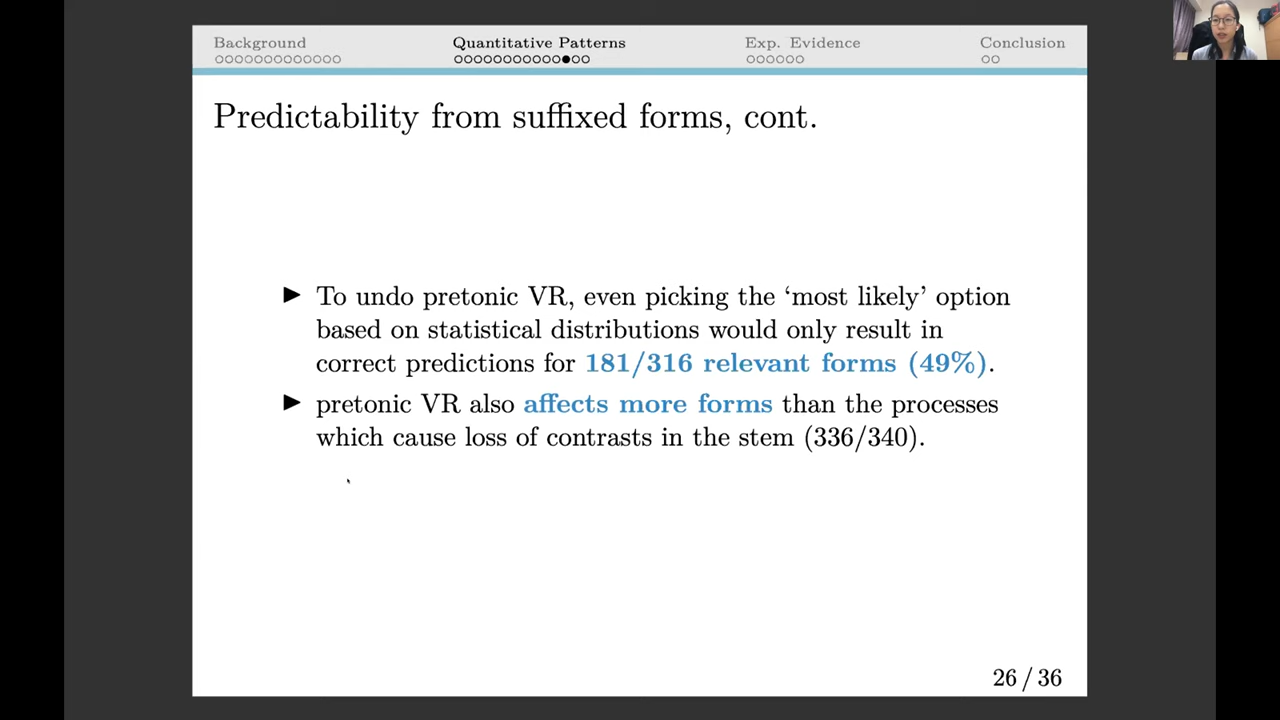 Background Quantitative Patterns Exp. Evidence Conclusion
Predictability from suffixed forms, cont.
▶ To undo pretonic VR, even picking the ‘most likely’ option
based on statistical distributions would only result in
correct predictions for 181/316 relevant forms (49%).
▶ pretonic VR also affects more forms than the processes
which cause loss of contrasts in the stem (336/340).
26 / 36